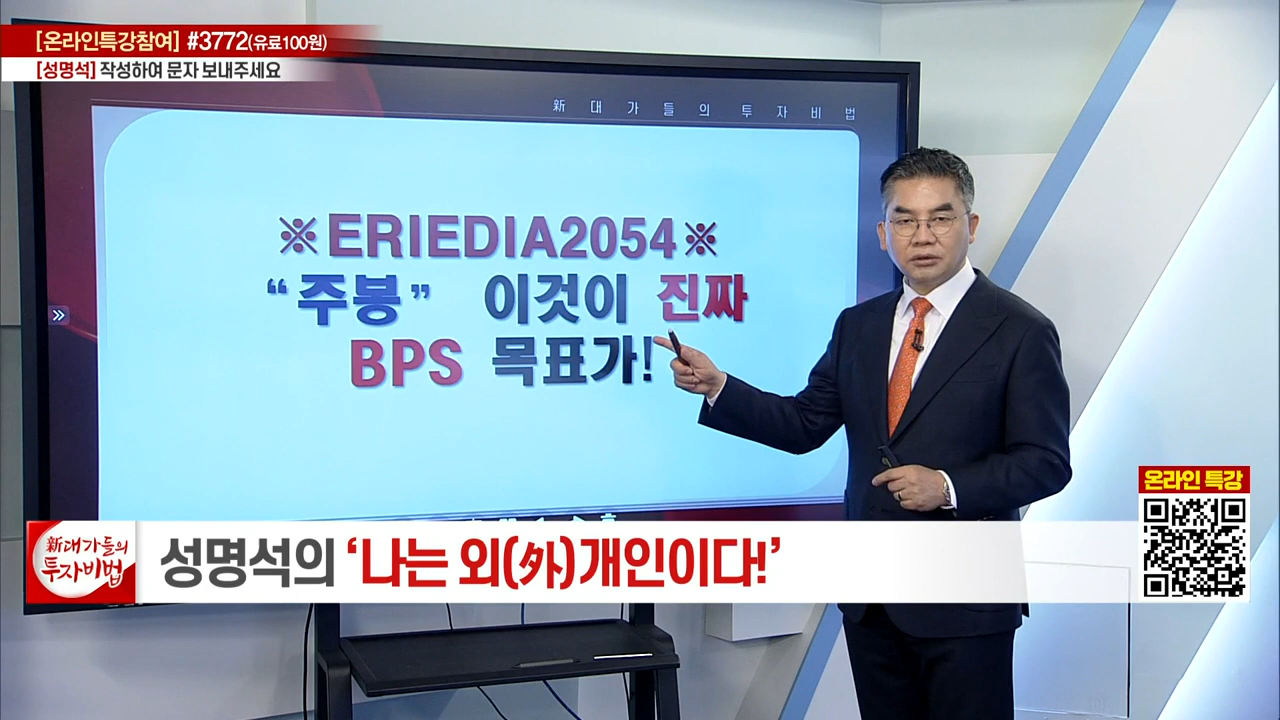 [온라인특강참여] #3772(유료100원)
[성명석] 작성하여 문자 보내주세요
新 대가들의 투자비법
※ERIEDIA2054※
“주봉” 이것이 진짜
BPS 목표가!
온라인 특강
新대가들의
투자비법
성명석의 ‘나는 외(外)개인이다!’